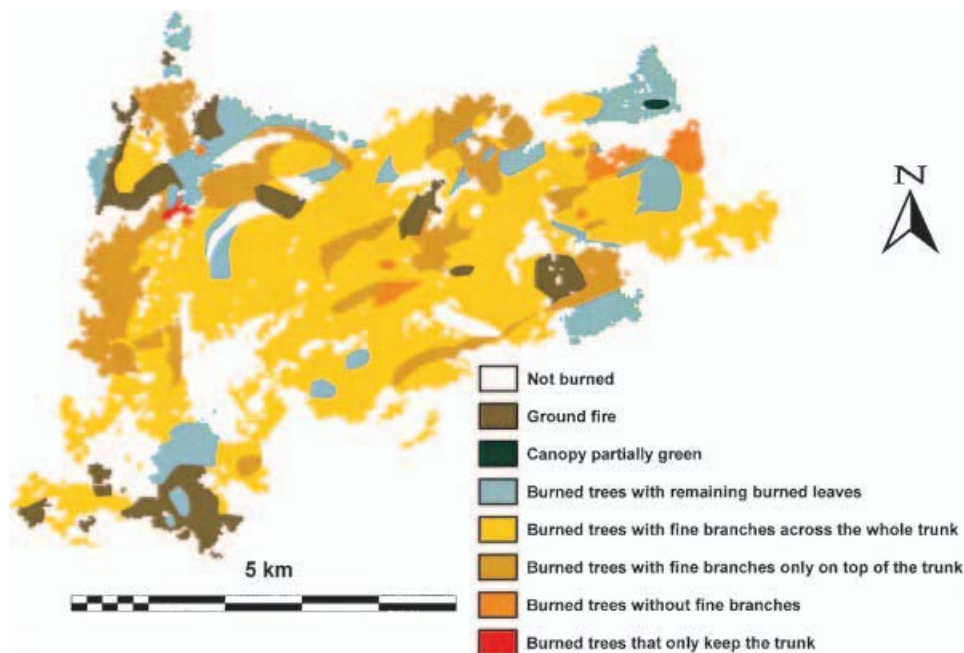 N
Not burned
Ground fire
Canopy partially green
Burned trees with remaining burned leaves
Burned trees with fine branches across the whole trunk
Burned trees with fine branches only on top of the trunk
Burned trees without fine branches
Burned trees that only keep the trunk
5 km